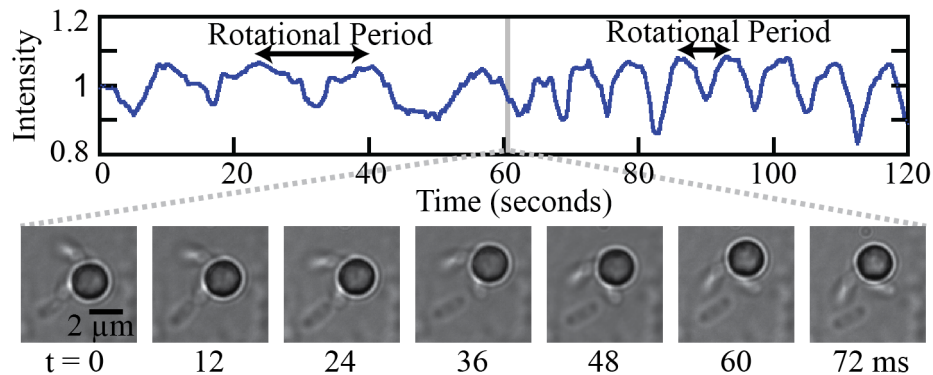 1.2
Rotational Period Rotational Period
Intensity
1
0.8
0 20 40 60 80 100 120
Time (seconds)
2 µm
t = 0 12 24 36 48 60 72 ms